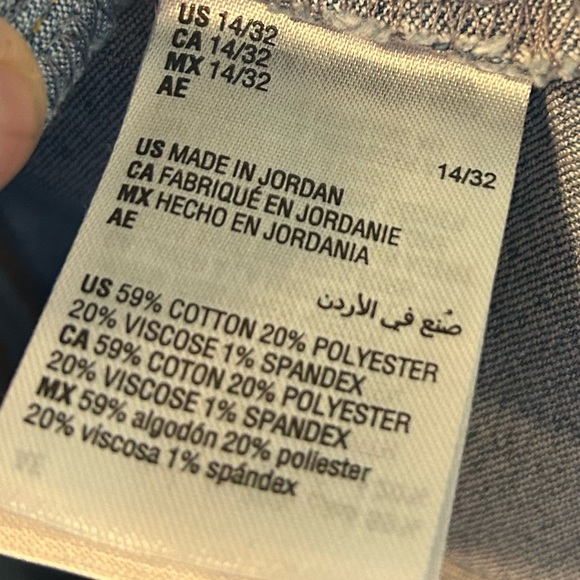 US 14/32
CA 14/32
MX 14/32
AE
14/32
US MADE IN JORDAN
CA FABRIQUÉ EN JORDANIE
MX HECHO EN JORDANIA
AE
صُنع في الأردن
US 59% COTTON 20% POLYESTER
20% VISCOSE 1% SPANDEX
CA 59% COTON 20% POLYESTER
20% VISCOSE 1% SPANDEX
MX 59% algodón 20% poliester
20% viscosa 1% spándex